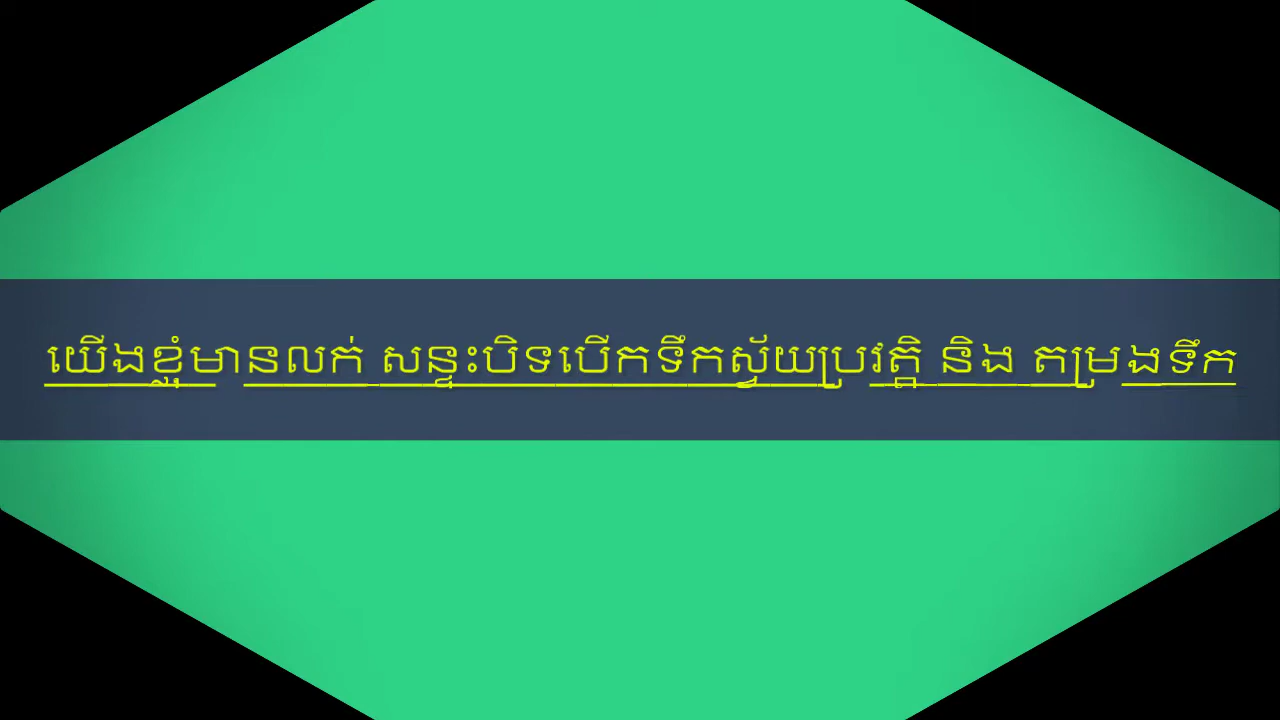 យើងខ្ញុំមានលក់ សន្ទះបិទបើកទឹកស្វ័យប្រវត្តិ និង តម្រងទឹក